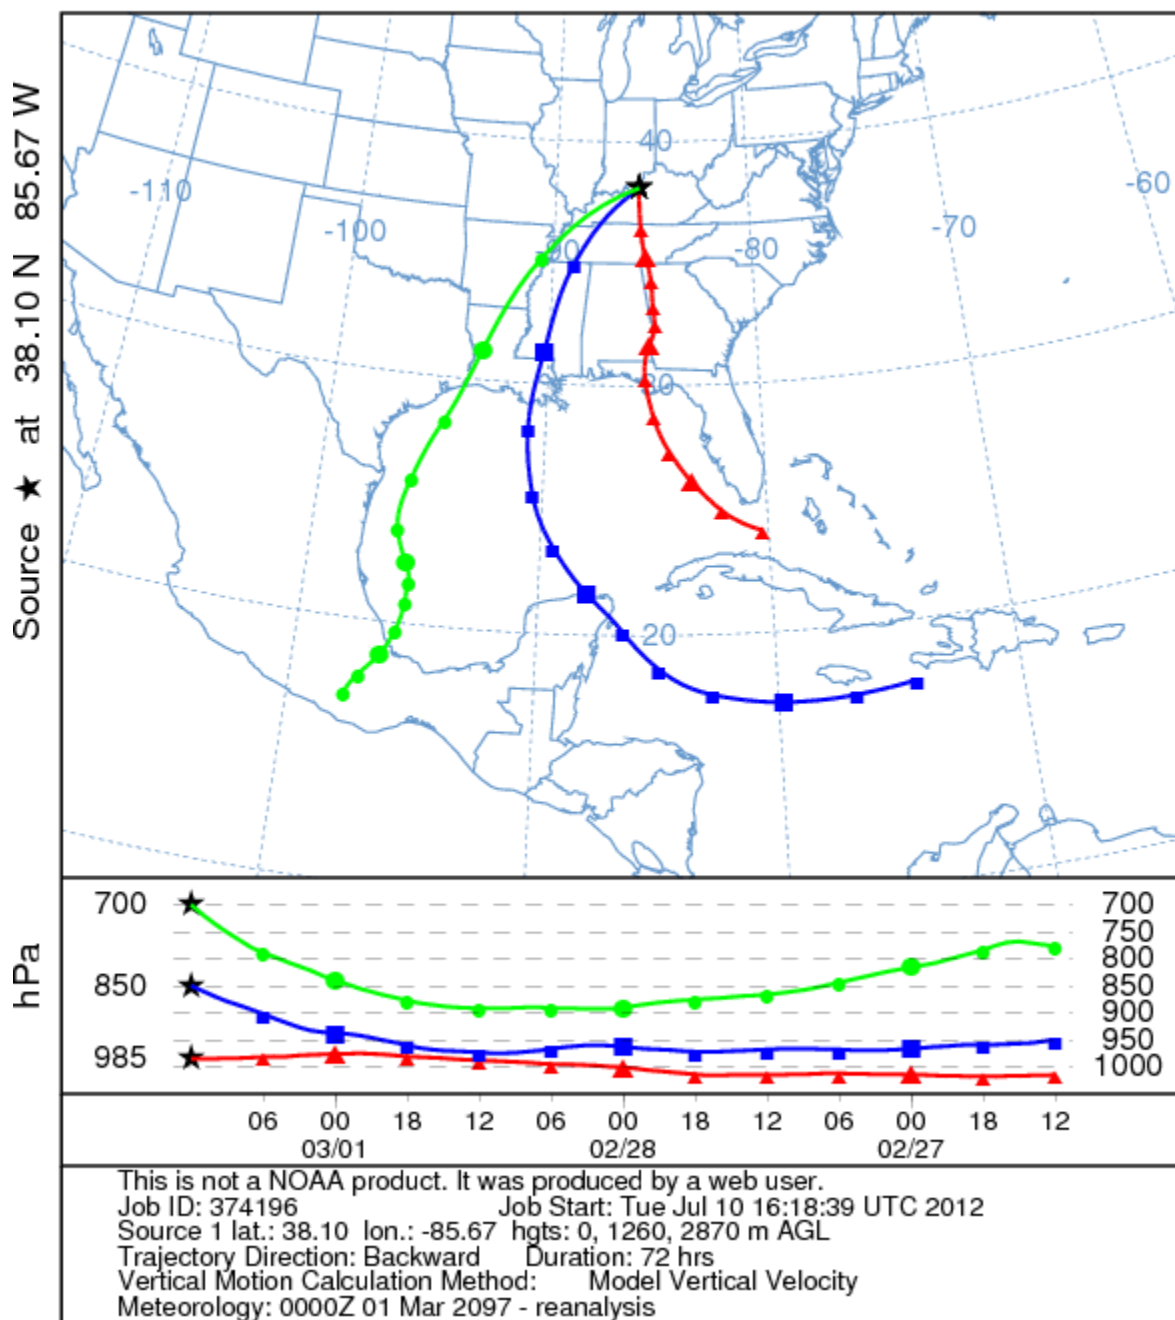 Source ★ at 38.10 N 85.67 W
40
-110
-60
-100
-70
-90
-80
30
20
hPa
700
850
985
700
750
800
850
900
950
1000
06 00 18 12 06 00 18 12 06 00 18 12
03/01 02/28 02/27
This is not a NOAA product. It was produced by a web user.
Job ID: 374196 Job Start: Tue Jul 10 16:18:39 UTC 2012
Source 1 lat.: 38.10 lon.: -85.67 hgts: 0, 1260, 2870 m AGL
Trajectory Direction: Backward Duration: 72 hrs
Vertical Motion Calculation Method: Model Vertical Velocity
Meteorology: 0000Z 01 Mar 2097 - reanalysis